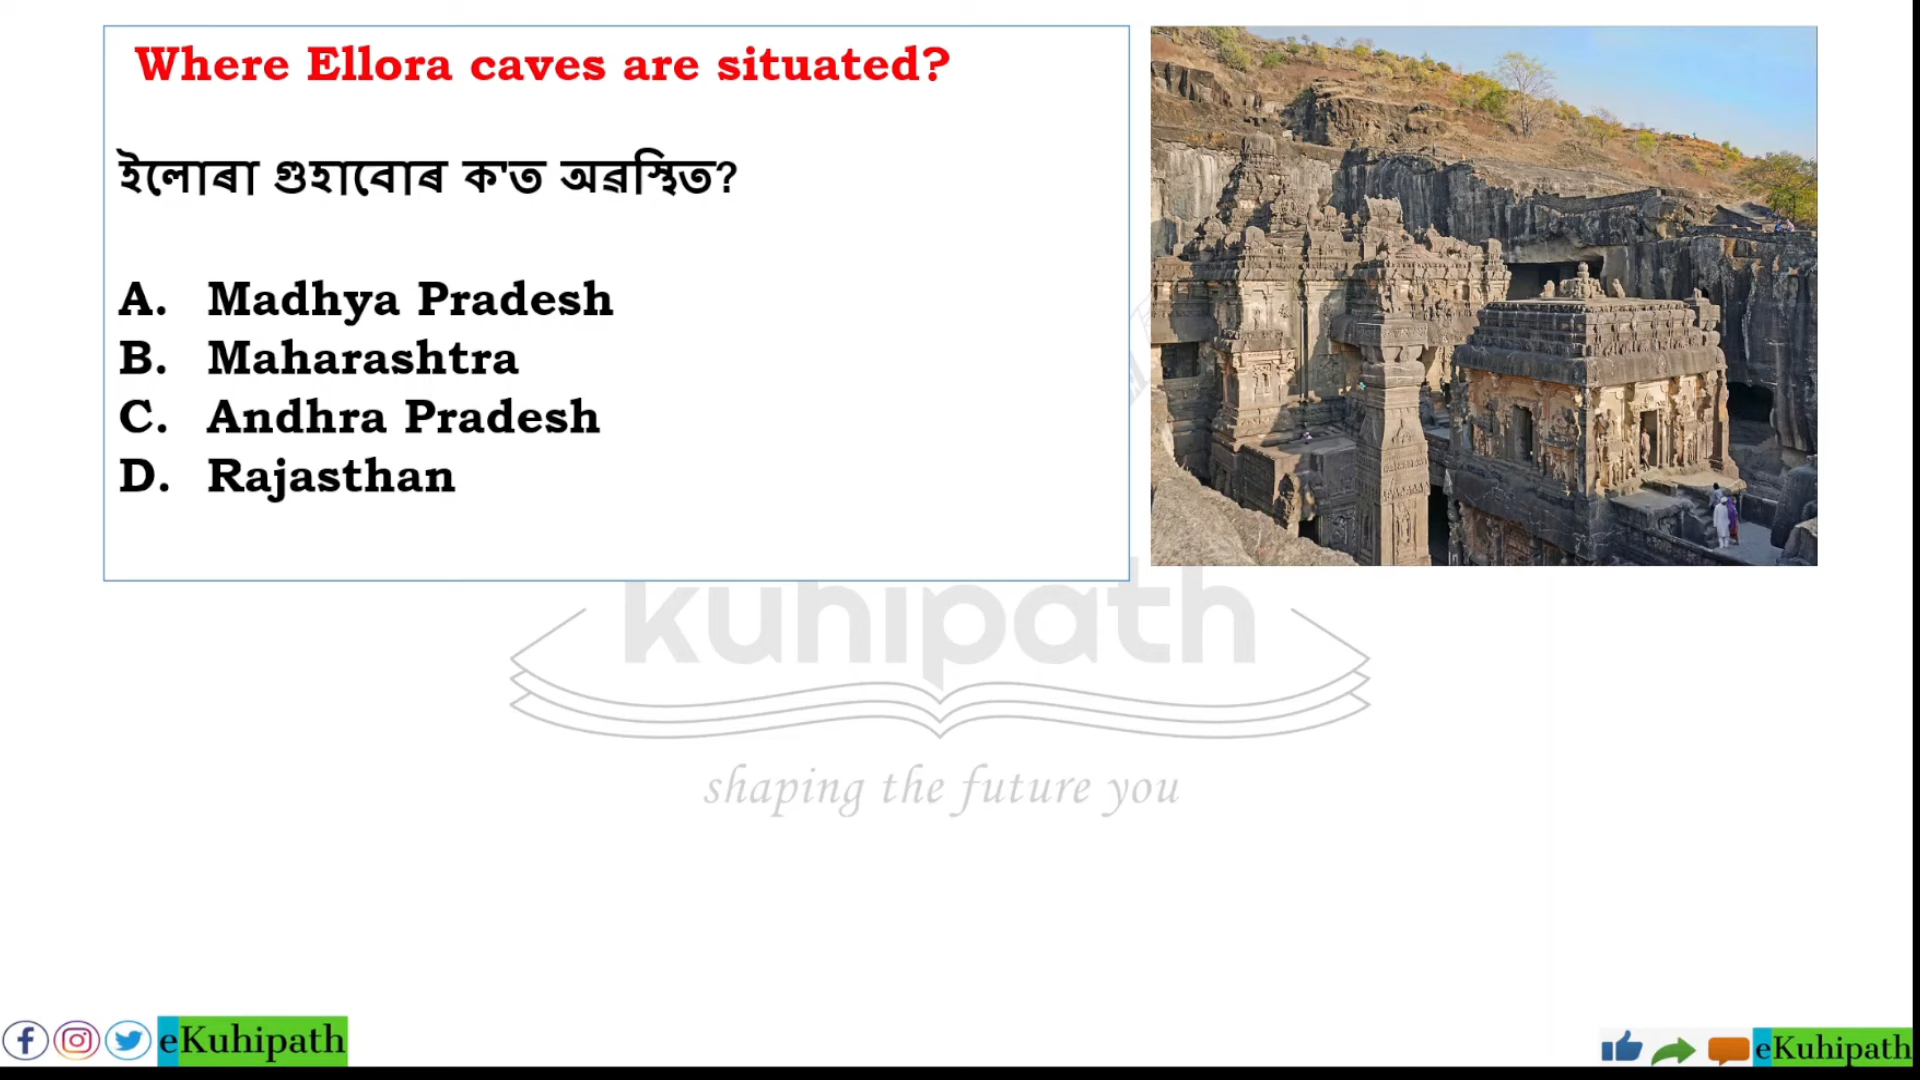 Where Ellora caves are situated?
ইলোৰা গুহাবোৰ ক'ত অৱস্থিত?
A. Madhya Pradesh
B. Maharashtra
C. Andhra Pradesh
D. Rajasthan
kuhipath
shaping the future you
eKuhipath
eKuhipath